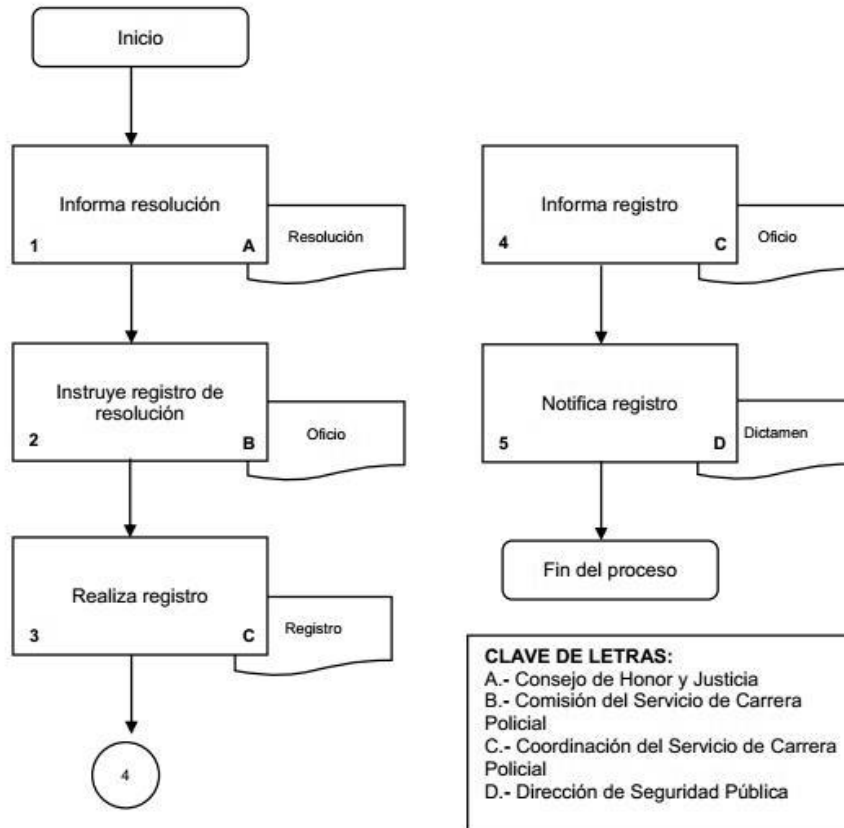 Inicio
Informa resolución
1 A
Resolución
Instruye registro de
resolución
2 B
Oficio
Realiza registro
3 C
Registro
4
Informa registro
4 C
Oficio
Notifica registro
5 D
Dictamen
Fin del proceso
CLAVE DE LETRAS:
A.- Consejo de Honor y Justicia
B.- Comisión del Servicio de Carrera
Policial
C.- Coordinación del Servicio de Carrera
Policial
D.- Dirección de Seguridad Pública